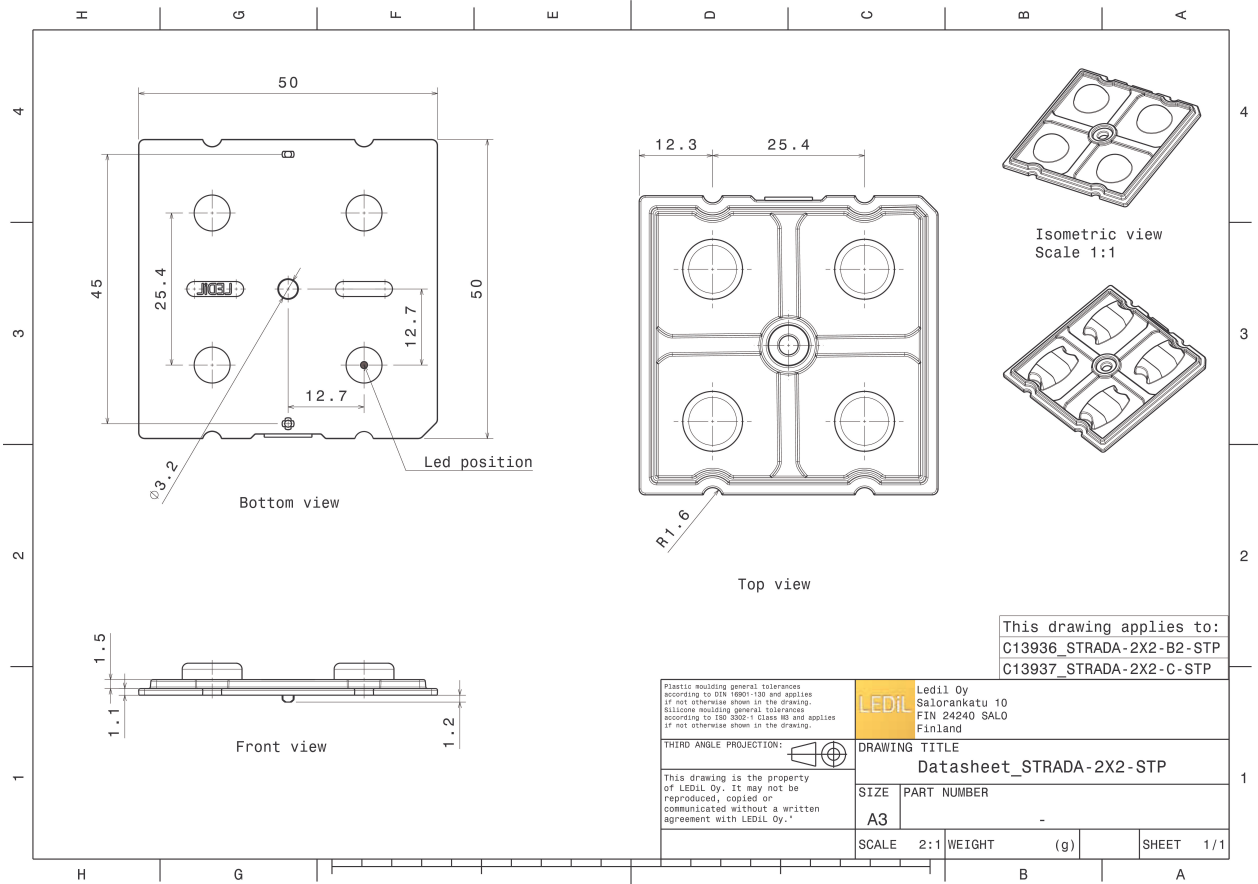 H G F E D C B A
4
3
2
1
4
3
2
1
50
45
25.4
LEDiL
12.7
50
12.7
Ø3.2
Led position
Bottom view
12.3
25.4
R1.6
Top view
Isometric view
Scale 1:1
1.5
1.1
1.2
Front view
This drawing applies to:
C13936_STRADA-2X2-B2-STP
C13937_STRADA-2X2-C-STP
Plastic moulding general tolerances
according to DIN 16901-130 and applies
if not otherwise shown in the drawing.
Silicone moulding general tolerances
according to ISO 3302-1 Class M3 and applies
if not otherwise shown in the drawing.
THIRD ANGLE PROJECTION:
This drawing is the property
of LEDiL Oy. It may not be
reproduced, copied or
communicated without a written
agreement with LEDiL Oy."
LEDiL
Ledil Oy
Salorankatu 10
FIN 24240 SALO
Finland
DRAWING TITLE
Datasheet_STRADA-2X2-STP
SIZE
A3
PART NUMBER
-
SCALE 2:1
WEIGHT (g)
SHEET 1/1
H G B A